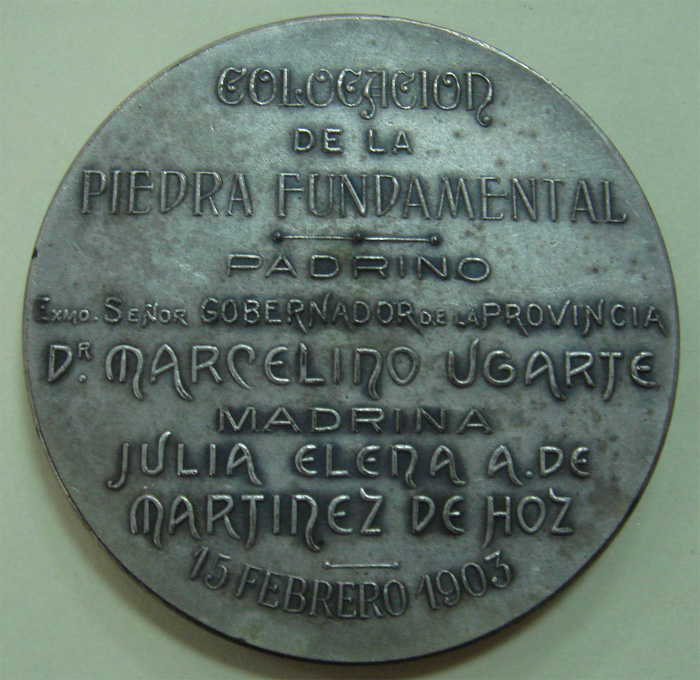 COLOCACION
DE LA
PIEDRA FUNDAMENTAL
PADRINO
EXMO. SEÑOR GOBERNADOR DE LA PROVINCIA
DR. MARCELINO UGARTE
MADRINA
JULIA ELENA A. DE
MARTINEZ DE HOZ
15 FEBRERO 1903